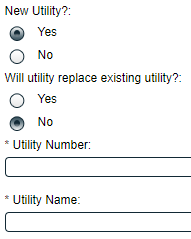 New Utility?:
Yes
No
Will utility replace existing utility?:
Yes
No
* Utility Number:
* Utility Name: